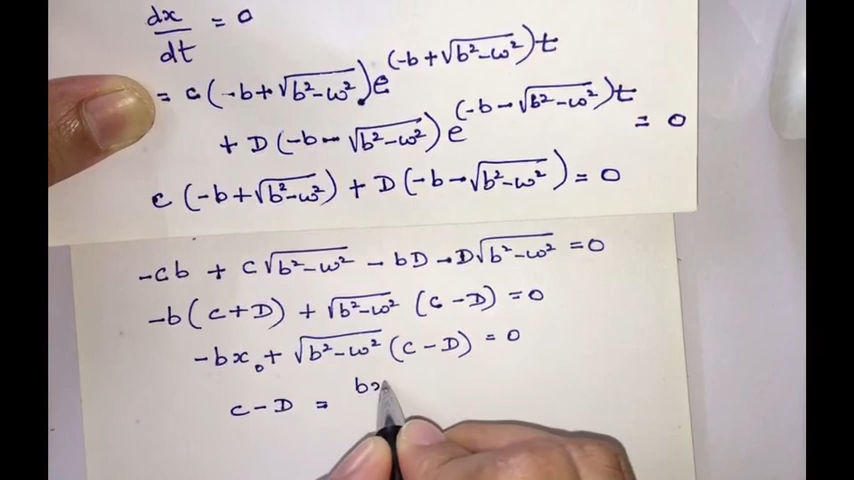 dx/dt = 0
= C(-b+√(b²-ω²))e^((-b+√(b²-ω²))t)
+ D(-b-√(b²-ω²))e^((-b-√(b²-ω²))t) = 0
C(-b+√(b²-ω²)) + D(-b-√(b²-ω²)) = 0
-Cb + C√(b²-ω²) - bD - D√(b²-ω²) = 0
-b(C+D) + √(b²-ω²) (C-D) = 0
-bx₀ + √(b²-ω²) (C-D) = 0
C-D = bx